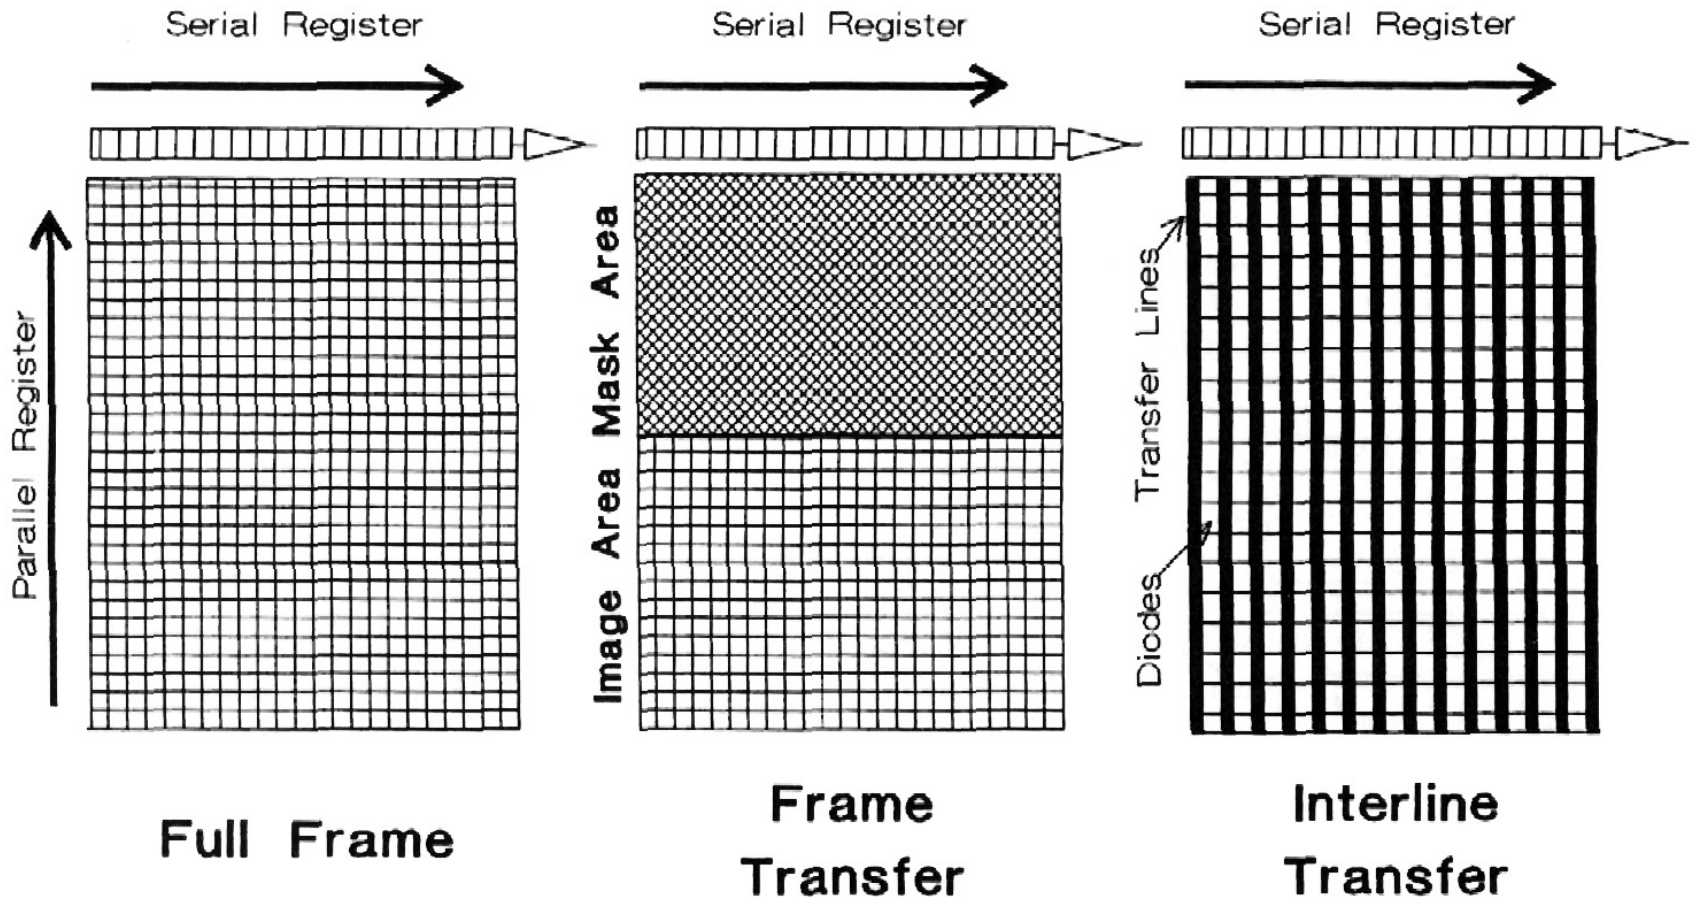 Serial Register
Serial Register
Serial Register
Parallel Register
Image Area Mask Area
Transfer Lines
Diodes
Full Frame
Frame
Transfer
Interline
Transfer